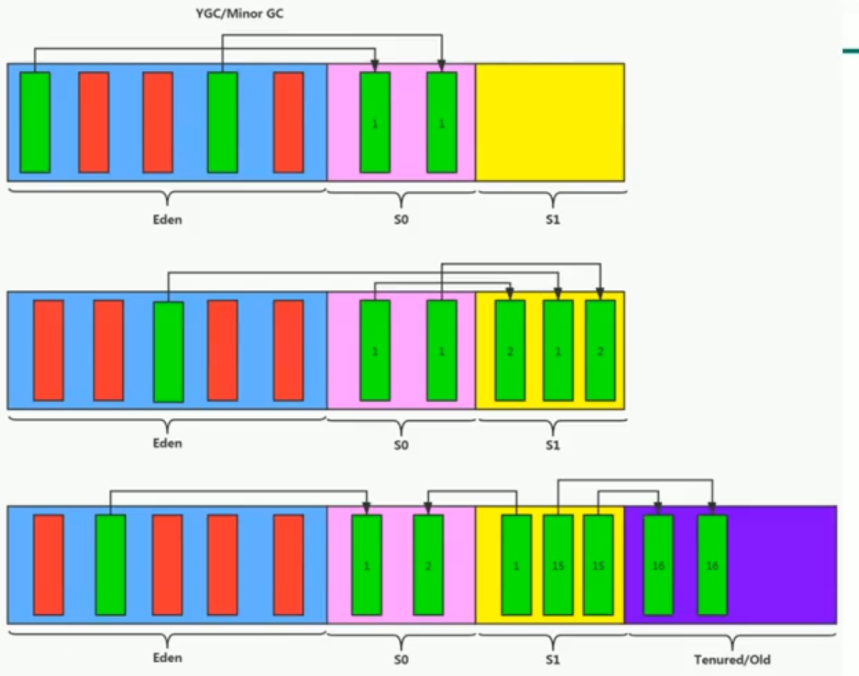 YGC/Minor GC
1 1
Eden S0 S1
1 1 2 1 2
Eden S0 S1
1 2 1 15 15 16 16
Eden S0 S1 Tenured/Old